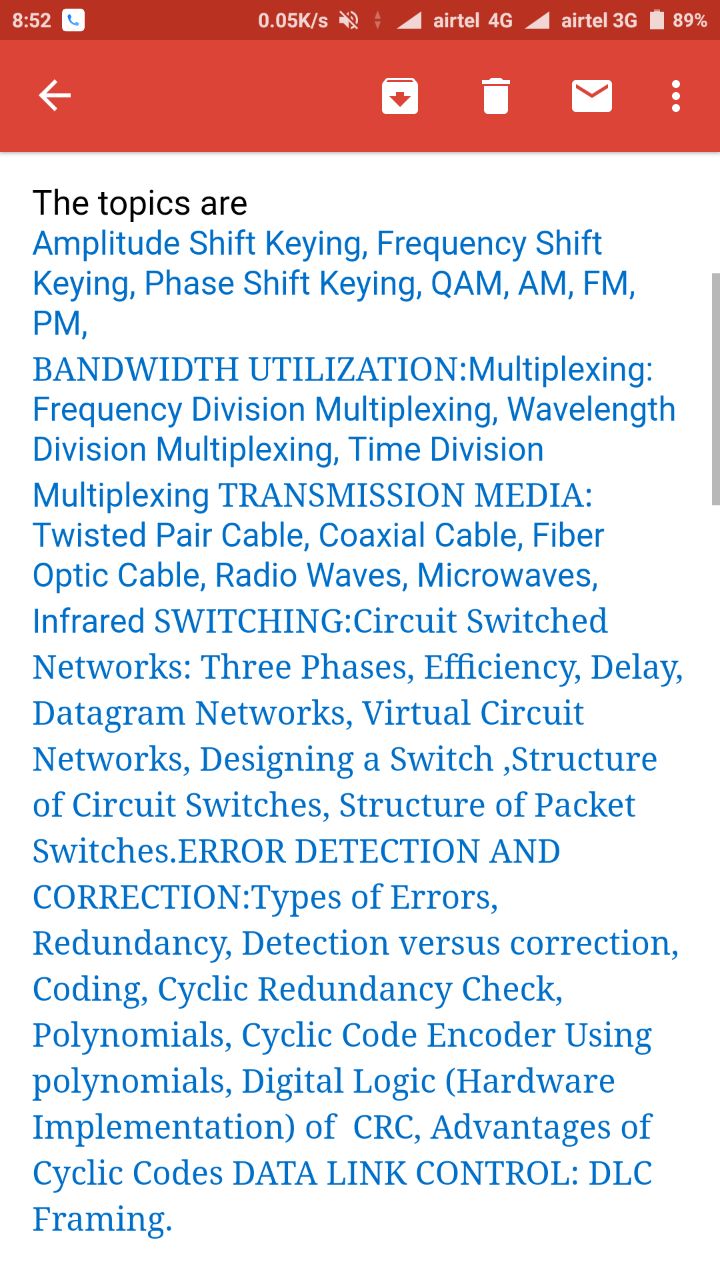 8:52 0.05K/s airtel 4G airtel 3G 89%
The topics are
Amplitude Shift Keying, Frequency Shift
Keying, Phase Shift Keying, QAM, AM, FM,
PM,
BANDWIDTH UTILIZATION:Multiplexing:
Frequency Division Multiplexing, Wavelength
Division Multiplexing, Time Division
Multiplexing TRANSMISSION MEDIA:
Twisted Pair Cable, Coaxial Cable, Fiber
Optic Cable, Radio Waves, Microwaves,
Infrared SWITCHING:Circuit Switched
Networks: Three Phases, Efficiency, Delay,
Datagram Networks, Virtual Circuit
Networks, Designing a Switch ,Structure
of Circuit Switches, Structure of Packet
Switches.ERROR DETECTION AND
CORRECTION:Types of Errors,
Redundancy, Detection versus correction,
Coding, Cyclic Redundancy Check,
Polynomials, Cyclic Code Encoder Using
polynomials, Digital Logic (Hardware
Implementation) of  CRC, Advantages of
Cyclic Codes DATA LINK CONTROL: DLC
Framing.